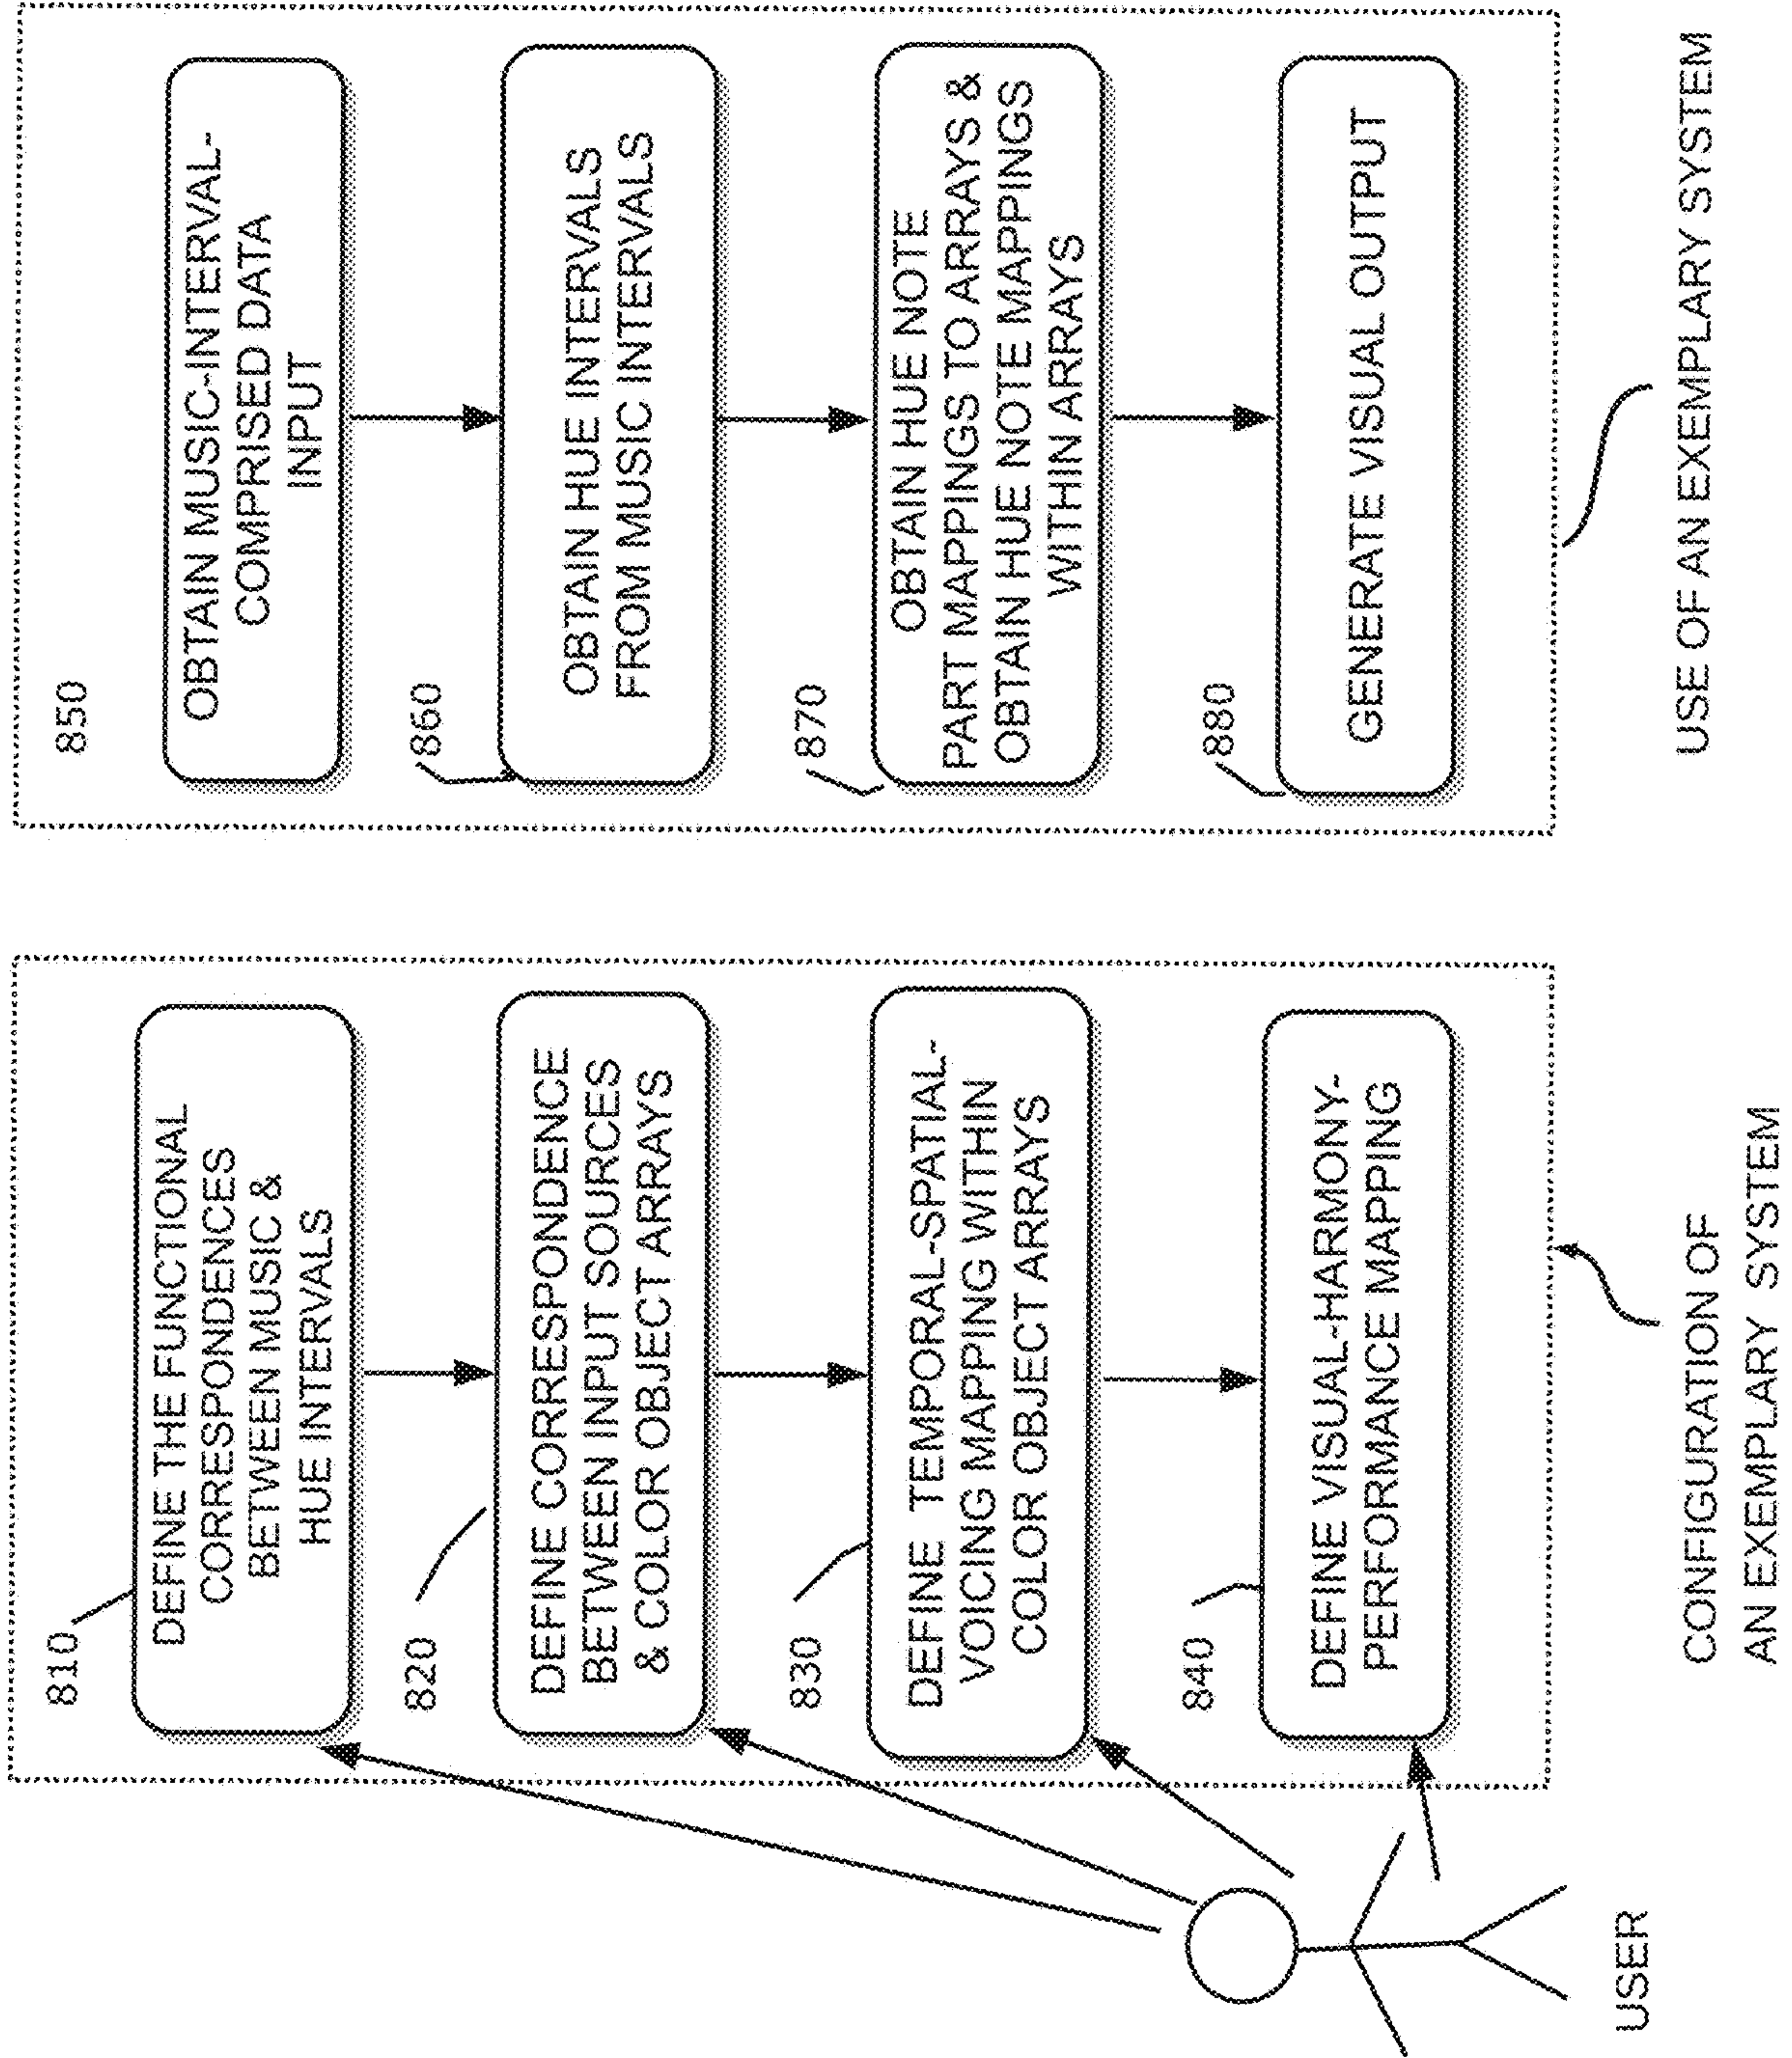 810
DEFINE THE FUNCTIONAL
CORRESPONDENCES
BETWEEN MUSIC &
HUE INTERVALS
820
DEFINE CORRESPONDENCE
BETWEEN INPUT SOURCES
& COLOR OBJECT ARRAYS
830
DEFINE TEMPORAL-SPATIAL-
VOICING MAPPING WITHIN
COLOR OBJECT ARRAYS
840
DEFINE VISUAL-HARMONY-
PERFORMANCE MAPPING
USER
CONFIGURATION OF
AN EXEMPLARY SYSTEM
850
OBTAIN MUSIC-INTERVAL-
COMPRISED DATA
INPUT
860
OBTAIN HUE INTERVALS
FROM MUSIC INTERVALS
870
OBTAIN HUE NOTE
PART MAPPINGS TO ARRAYS &
OBTAIN HUE NOTE MAPPINGS
WITHIN ARRAYS
880
GENERATE VISUAL OUTPUT
USE OF AN EXEMPLARY SYSTEM